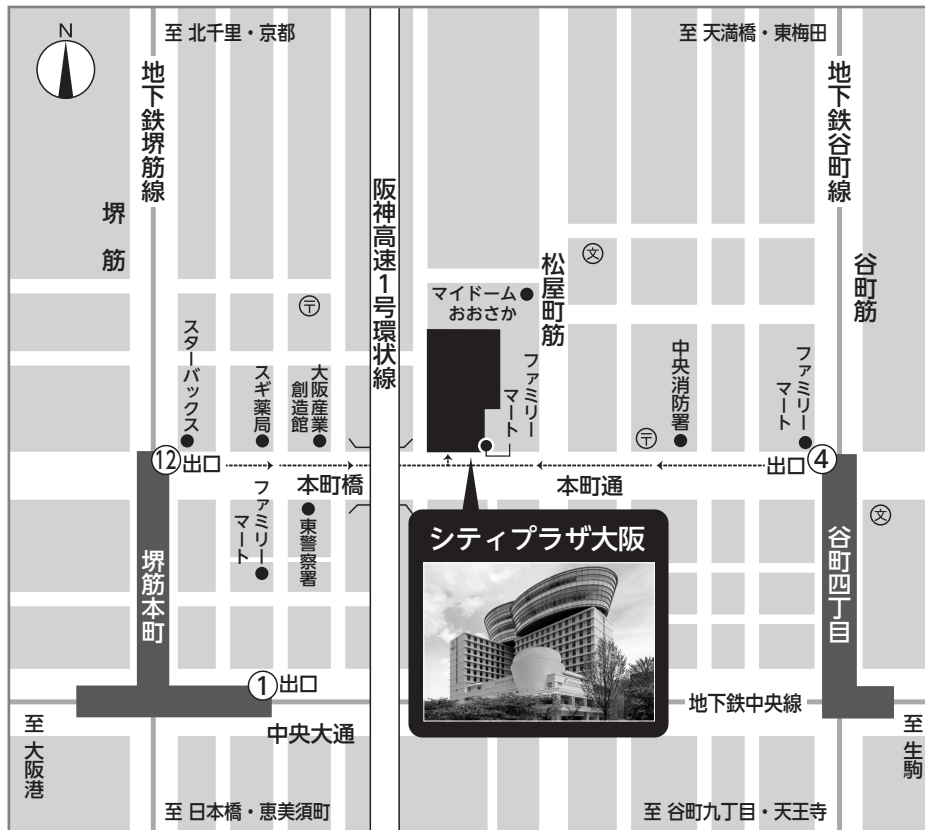 N
至 北千里・京都
至 天満橋・東梅田
地下鉄堺筋線
堺筋
阪神高速1号環状線
松屋町筋
地下鉄谷町線
谷町筋
文
〒
マイドーム
おおさか
スターバックス
スギ薬局
大阪産業
創造館
ファミリー
マート
〒
中央消防署
ファミリー
マート
12 出口
本町橋
本町通
出口 4
ファミリー
マート
東警察署
文
シティプラザ大阪
堺筋本町
谷町四丁目
1 出口
地下鉄中央線
中央大通
至 大阪港
至 生駒
至 日本橋・恵美須町
至 谷町九丁目・天王寺